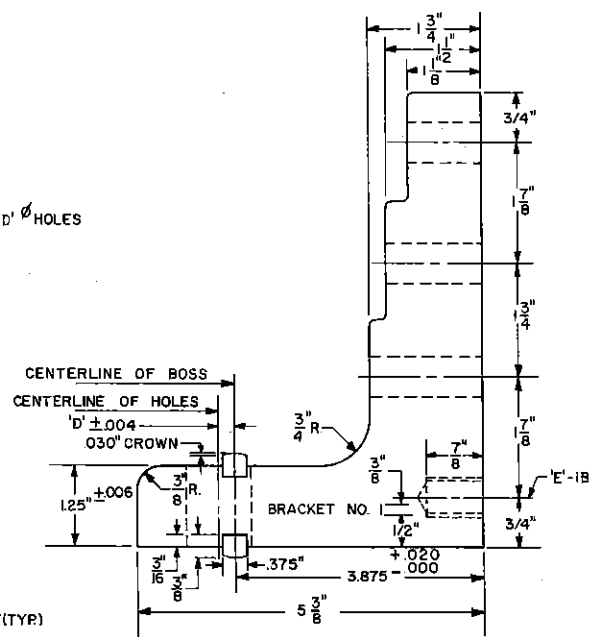 1 3/4"
1 1/2"
1 1/8"
3/4"
1 7/8"
D' Ø HOLES
1 3/4"
CENTERLINE OF BOSS
CENTERLINE OF HOLES
'D' ±.004
.030" CROWN
3/4" R.
1 7/8"
7/8"
3/8"
3/8" R.
1.25" ±.006
BRACKET NO. 1
'E'-18
1/2"
3/4"
3/16"
3/8"
.375"
3.875 +.020 -.000
5 3/8"
(TYP.)